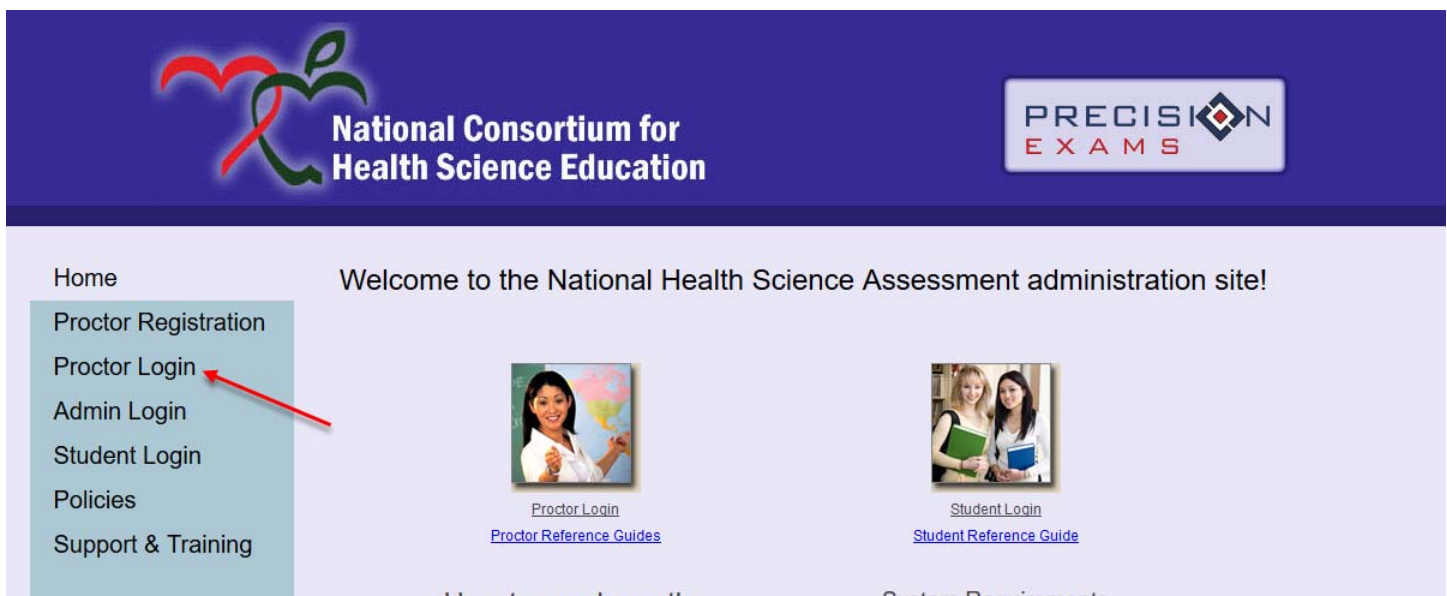 National Consortium for
Health Science Education
PRECISION
EXAMS
Home
Proctor Registration
Proctor Login
Admin Login
Student Login
Policies
Support & Training
Welcome to the National Health Science Assessment administration site!
Proctor Login
Proctor Reference Guides
Student Login
Student Reference Guide